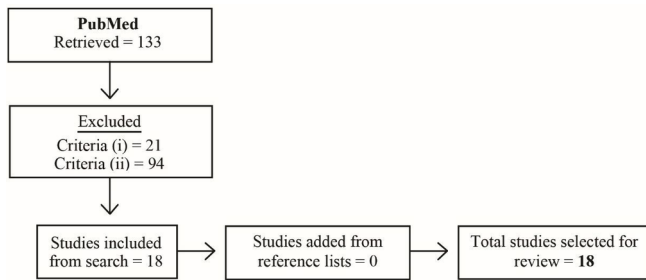 PubMed
Retrieved = 133
Excluded
Criteria (i) = 21
Criteria (ii) = 94
Studies included
from search = 18
Studies added from
reference lists = 0
Total studies selected for
review = 18